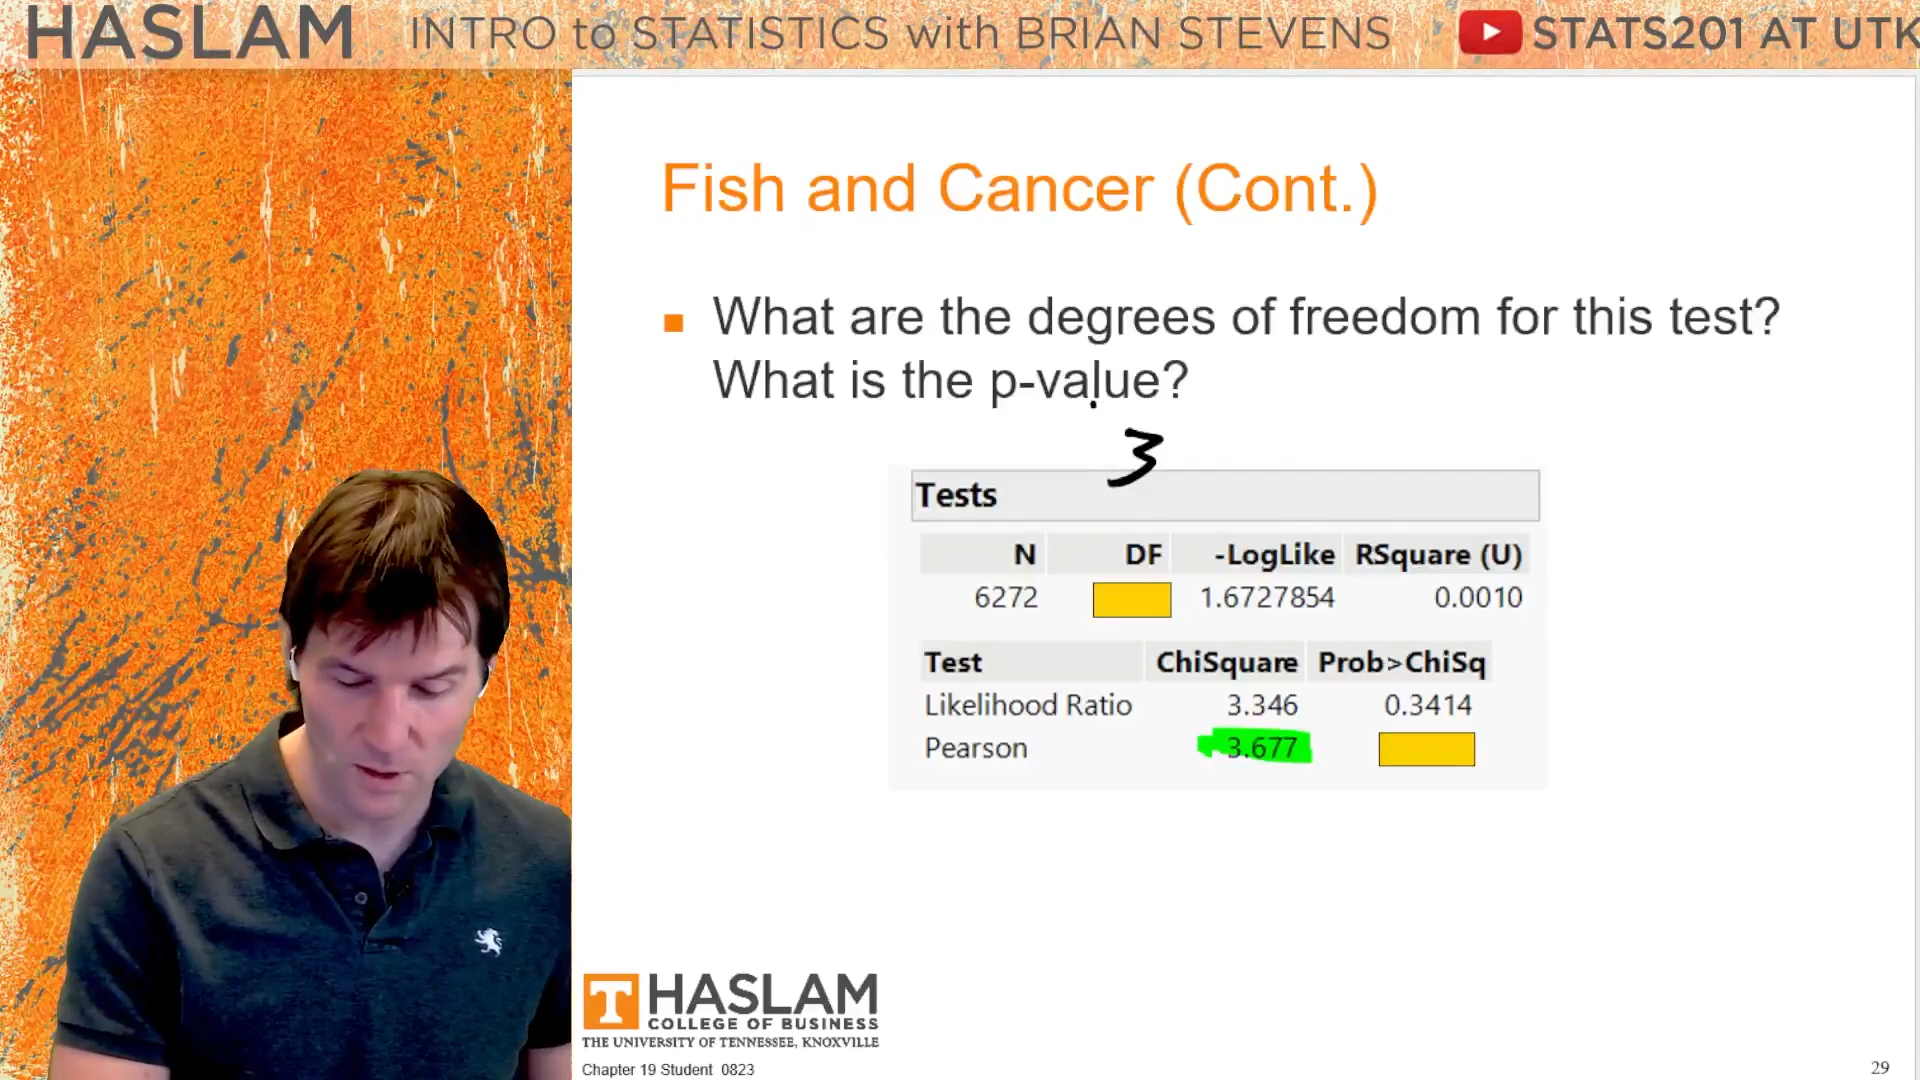 HASLAM INTRO to STATISTICS with BRIAN STEVENS STATS201 AT UTK
Fish and Cancer (Cont.)
What are the degrees of freedom for this test?
What is the p-value?
3
Tests
N DF -LogLike RSquare (U)
6272 1.6727854 0.0010
Test ChiSquare Prob>ChiSq
Likelihood Ratio 3.346 0.3414
Pearson 3.677
T HASLAM
COLLEGE OF BUSINESS
THE UNIVERSITY OF TENNESSEE, KNOXVILLE
Chapter 19 Student 0823
29